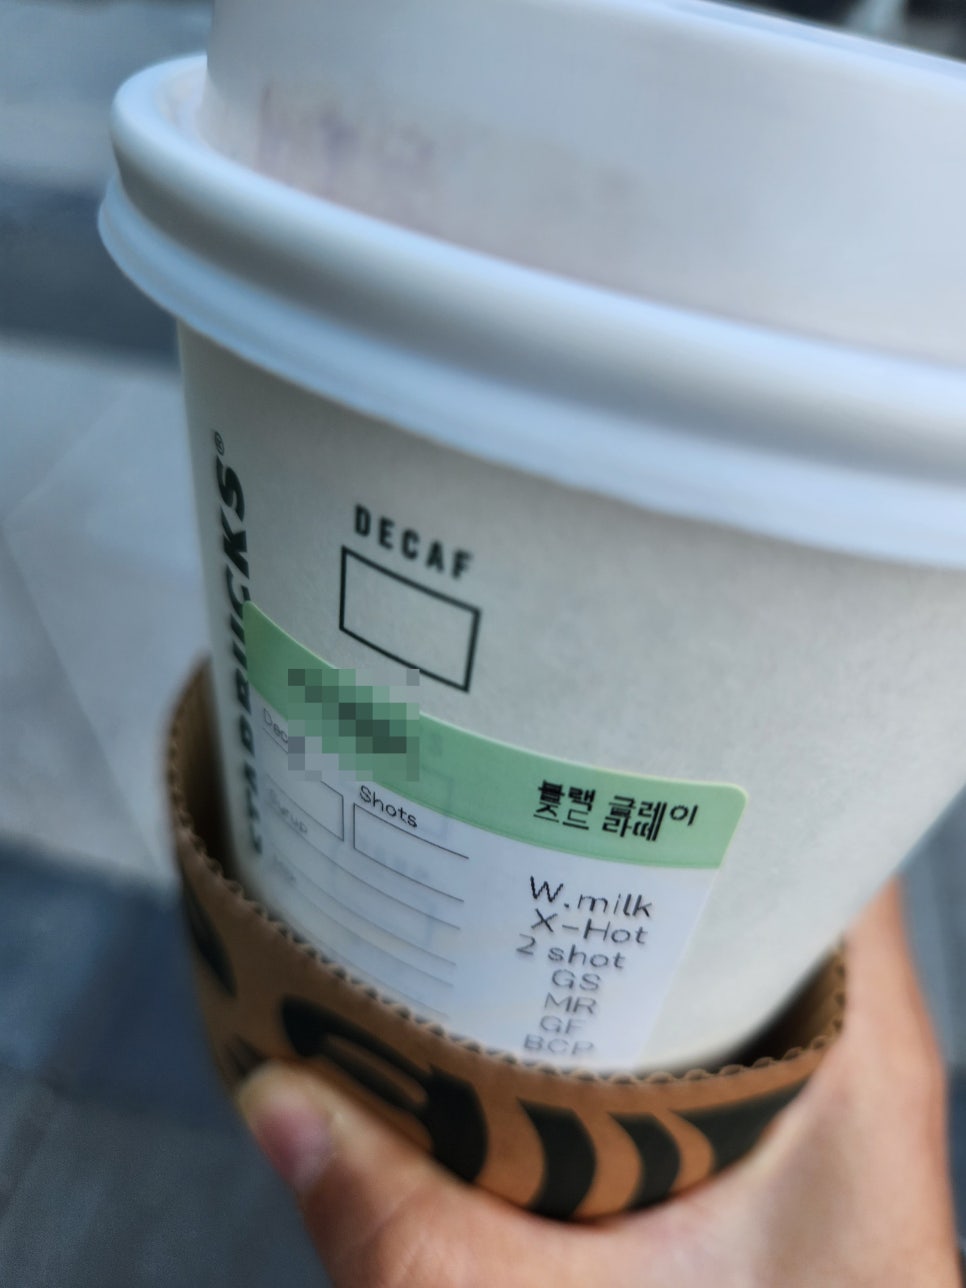 STARBUCKS®
DECAF
Shots
Syrup
블랙 글레이
즈드 라떼
W.milk
X-Hot
2 shot
GS
MR
GF
BCP